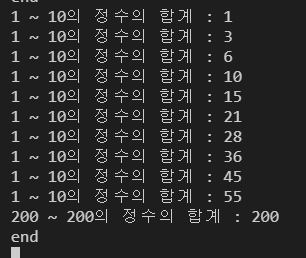 end
1 ~ 10의 정수의 합계 : 1
1 ~ 10의 정수의 합계 : 3
1 ~ 10의 정수의 합계 : 6
1 ~ 10의 정수의 합계 : 10
1 ~ 10의 정수의 합계 : 15
1 ~ 10의 정수의 합계 : 21
1 ~ 10의 정수의 합계 : 28
1 ~ 10의 정수의 합계 : 36
1 ~ 10의 정수의 합계 : 45
1 ~ 10의 정수의 합계 : 55
200 ~ 200의 정수의 합계 : 200
end